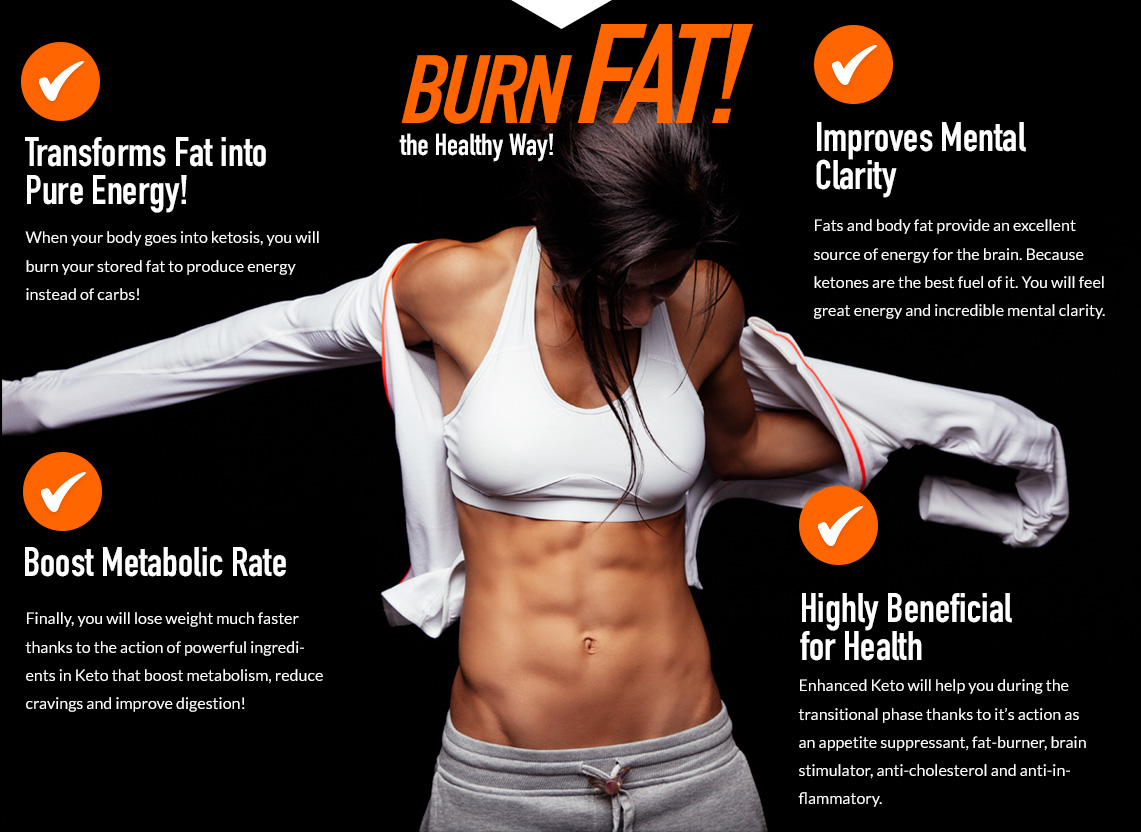 BURN FAT!
the Healthy Way!
Transforms Fat into
Pure Energy!
When your body goes into ketosis, you will
burn your stored fat to produce energy
instead of carbs!
Improves Mental
Clarity
Fats and body fat provide an excellent
source of energy for the brain. Because
ketones are the best fuel of it. You will feel
great energy and incredible mental clarity.
Boost Metabolic Rate
Finally, you will lose weight much faster
thanks to the action of powerful ingredi-
ents in Keto that boost metabolism, reduce
cravings and improve digestion!
Highly Beneficial
for Health
Enhanced Keto will help you during the
transitional phase thanks to it's action as
an appetite suppressant, fat-burner, brain
stimulator, anti-cholesterol and anti-in-
flammatory.